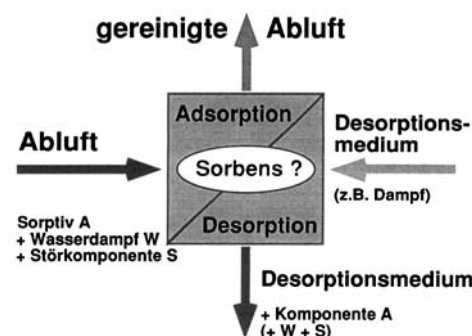 gereinigte Abluft
Adsorption
Abluft
Desorptions-
medium
Sorbens ?
(z.B. Dampf)
Sorptiv A
+ Wasserdampf W
+ Störkomponente S
Desorption
Desorptionsmedium
+ Komponente A
(+ W + S)